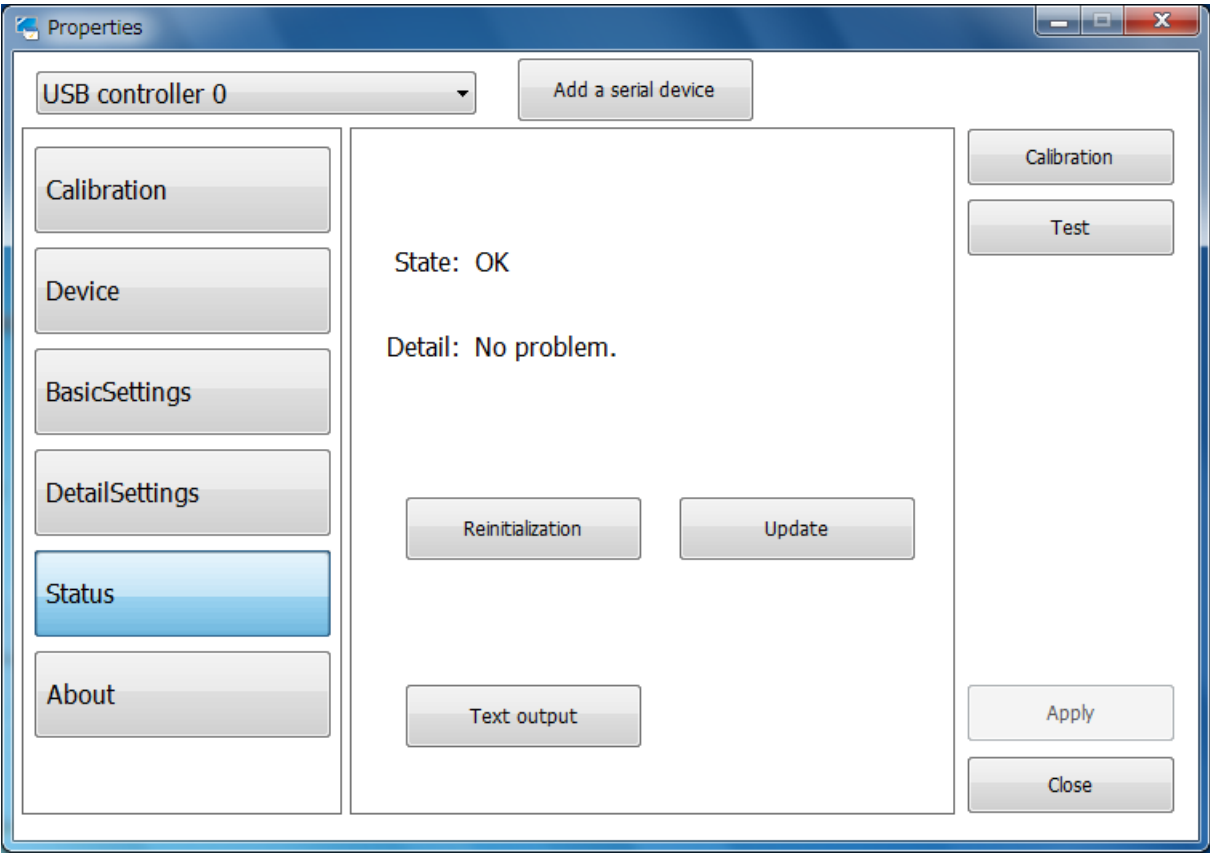 Properties
USB controller 0
Add a serial device
Calibration
Device
BasicSettings
DetailSettings
Status
About
State: OK
Detail: No problem.
Reinitialization
Update
Text output
Calibration
Test
Apply
Close